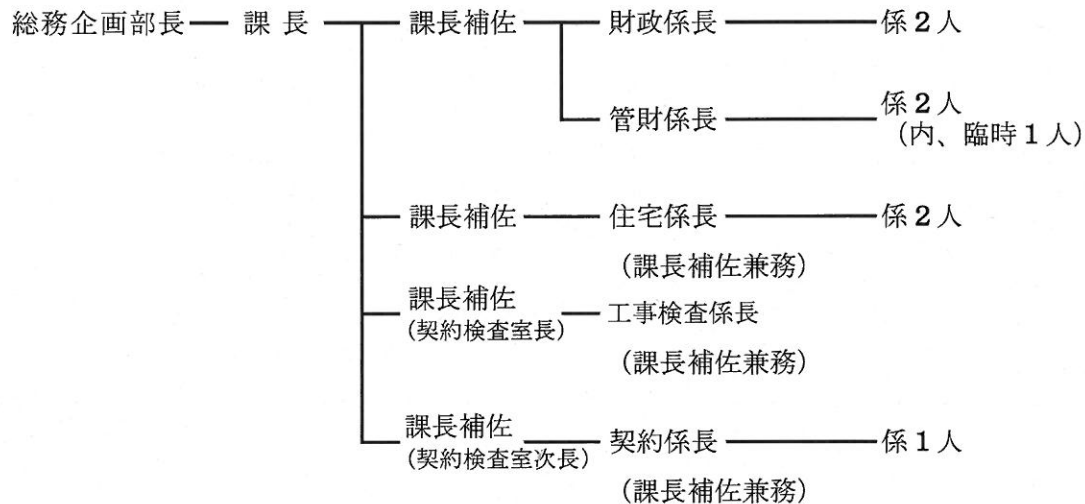 総務企画部長 課長 課長補佐 財政係長 係2人
管財係長 係2人
(内、臨時1人)
課長補佐 住宅係長 係2人
(課長補佐兼務)
課長補佐
(契約検査室長) 工事検査係長
(課長補佐兼務)
課長補佐
(契約検査室次長) 契約係長 係1人
(課長補佐兼務)